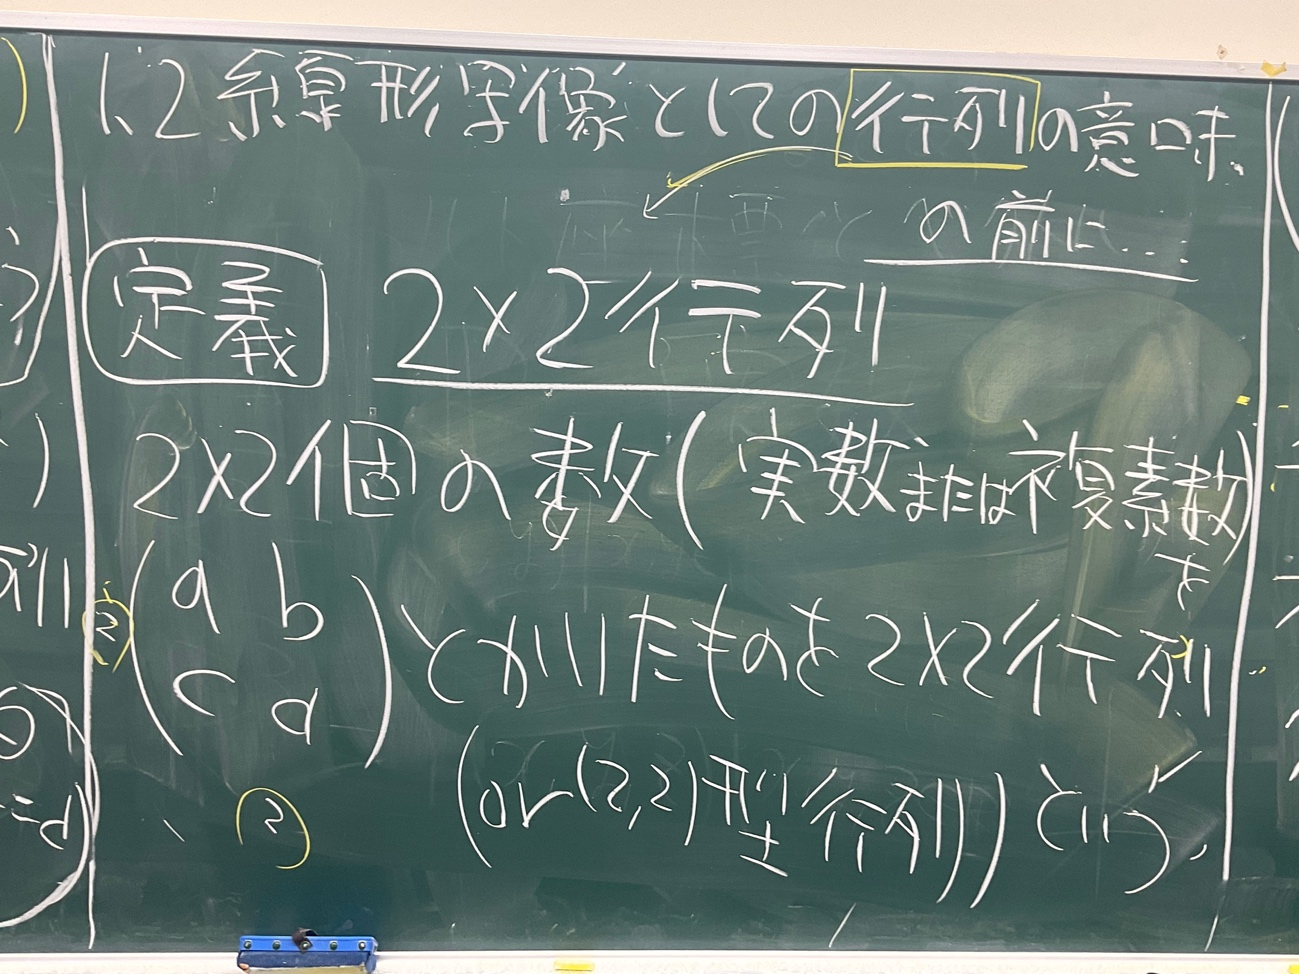 1.2 線形写像としての行列の意味
の前に...
定義 2×2行列
2×2個の数(実数または複素数)
を
(a b
c d) とかいたものを2×2行列
(or(2,2)型行列)という.
②
②